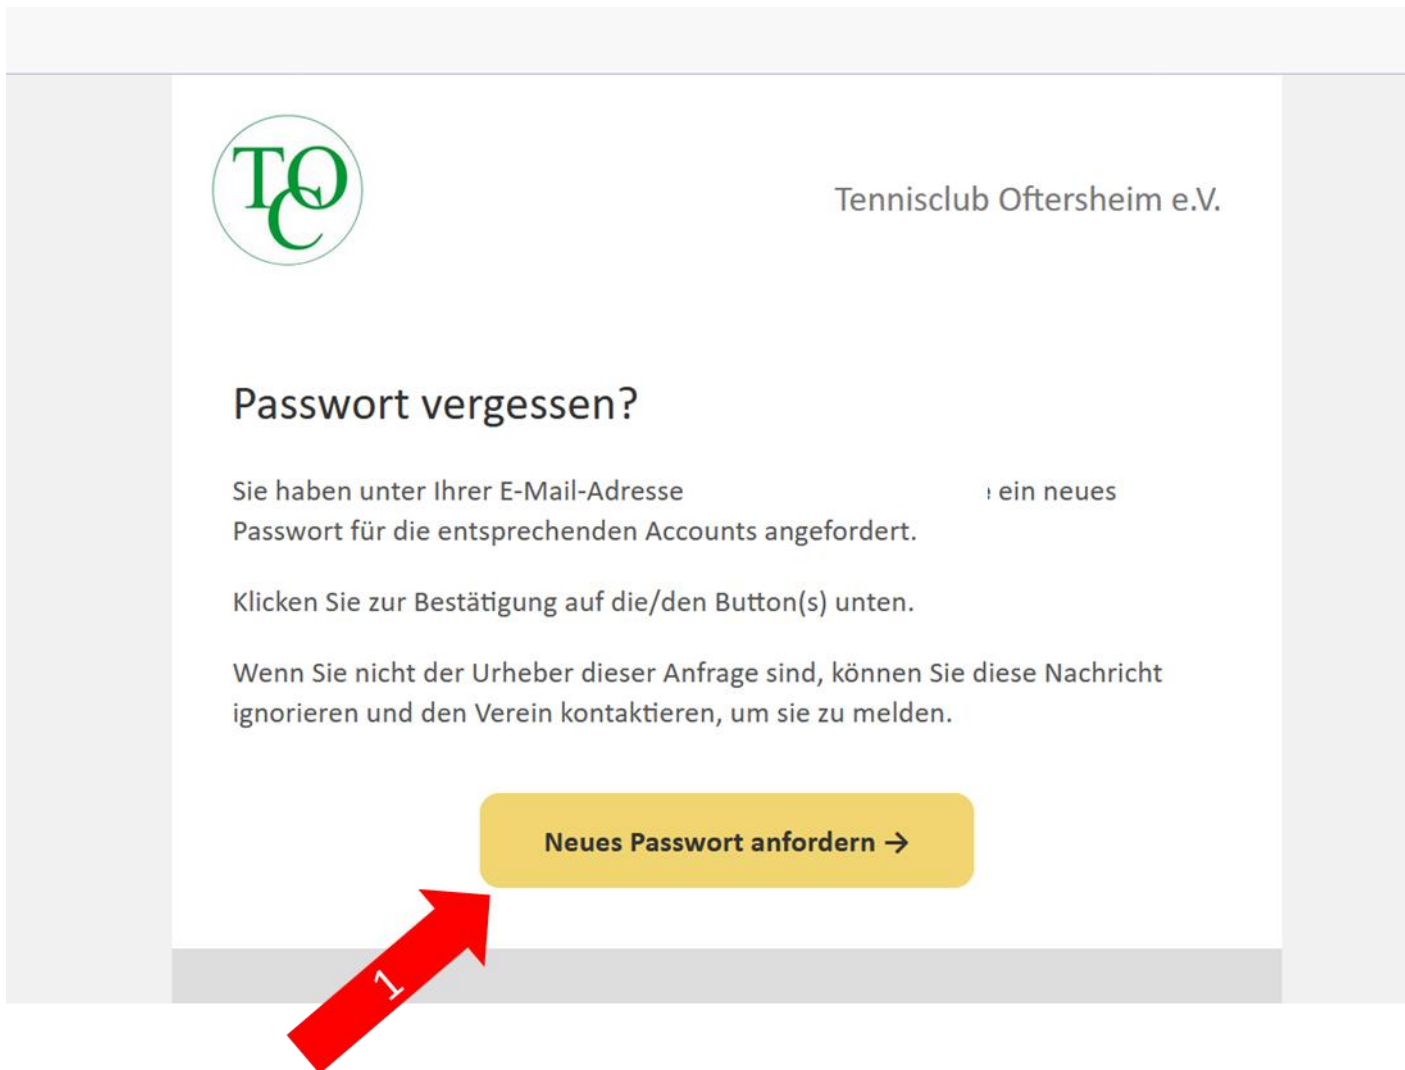 TCO
Tennisclub Oftersheim e.V.
Passwort vergessen?
Sie haben unter Ihrer E-Mail-Adresse ein neues
Passwort für die entsprechenden Accounts angefordert.
Klicken Sie zur Bestätigung auf die/den Button(s) unten.
Wenn Sie nicht der Urheber dieser Anfrage sind, können Sie diese Nachricht
ignorieren und den Verein kontaktieren, um sie zu melden.
Neues Passwort anfordern →
1